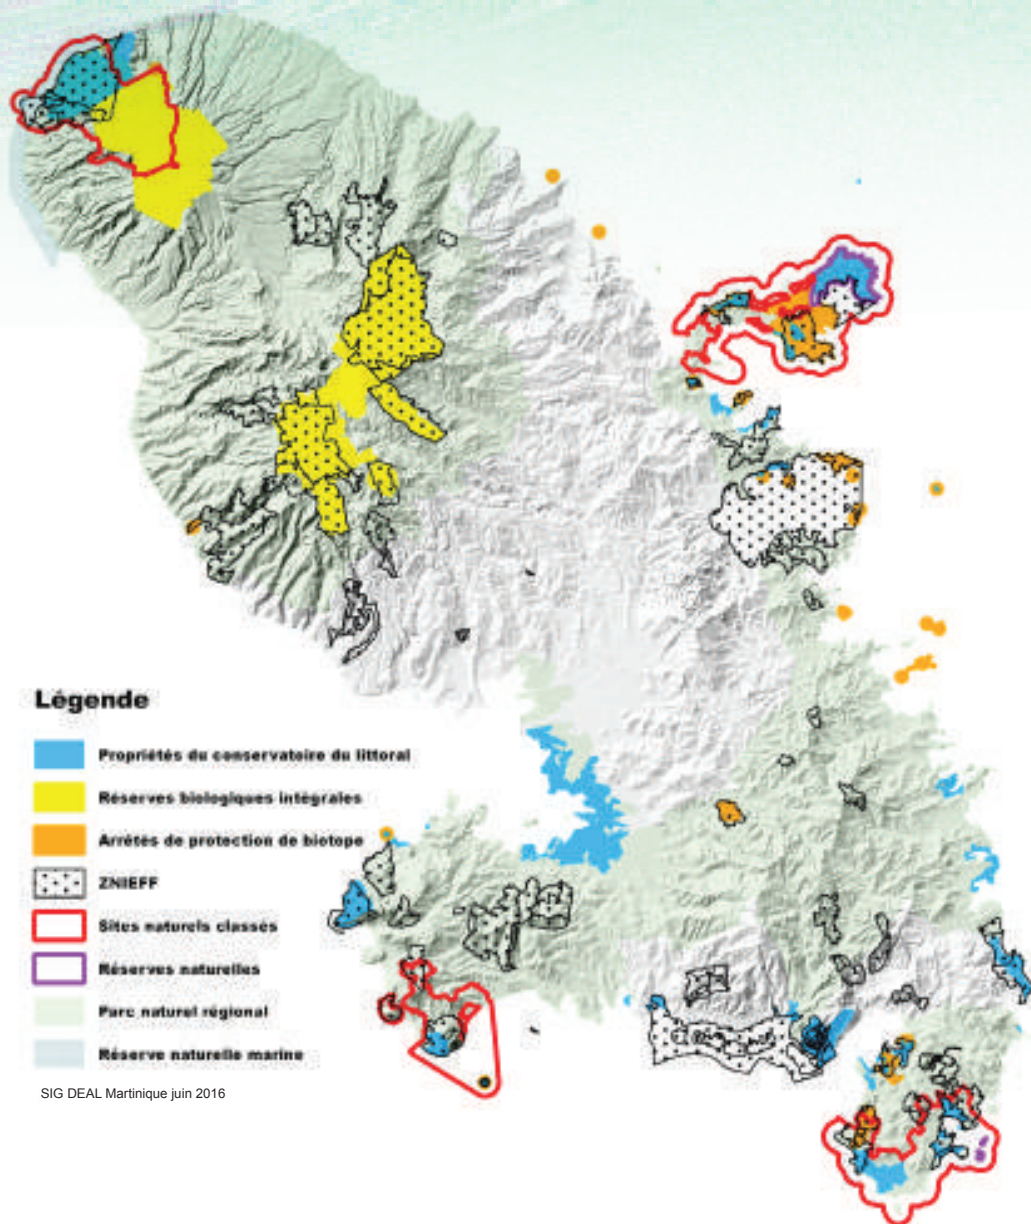 Légende
Propriétés du conservatoire du littoral
Réserves biologiques intégrales
Arrêtés de protection de biotope
ZNIEFF
Sites naturels classés
Réserves naturelles
Parc naturel régional
Réserve naturelle marine
SIG DEAL Martinique juin 2016